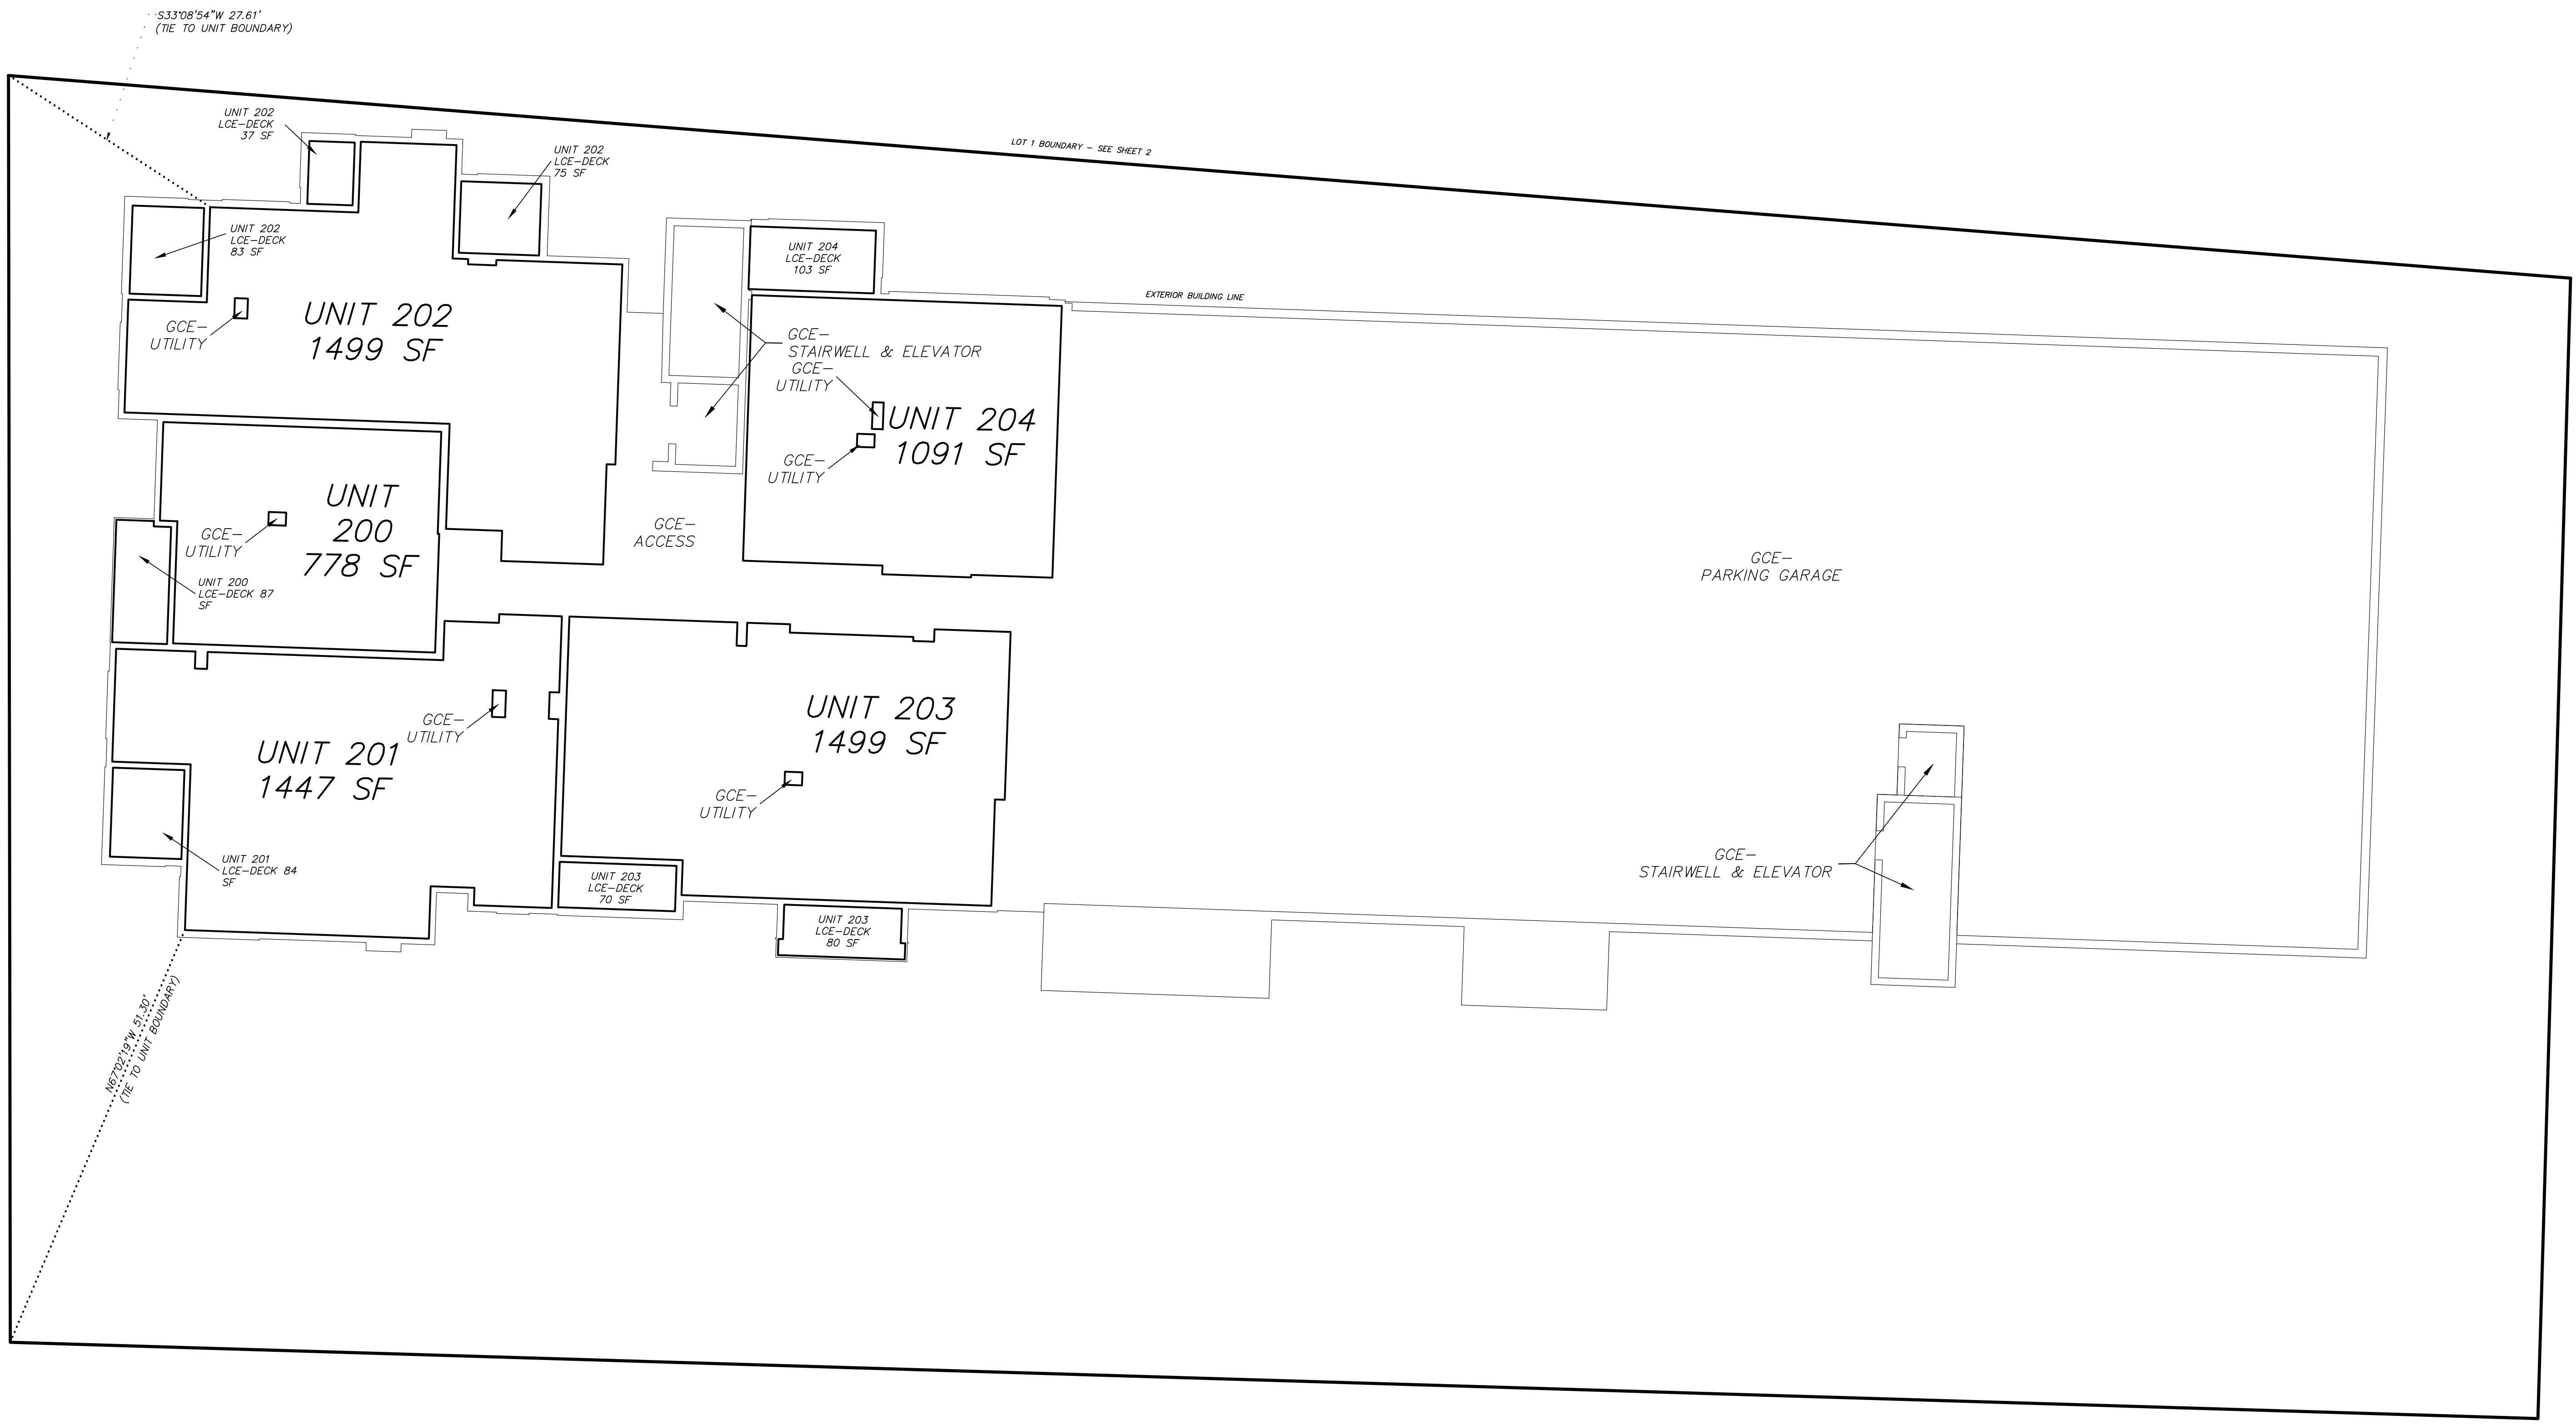 S33°08'54"W 27.61'
(TIE TO UNIT BOUNDARY)
UNIT 202
LCE-DECK
37 SF
UNIT 202
LCE-DECK
75 SF
LOT 1 BOUNDARY - SEE SHEET 2
UNIT 202
LCE-DECK
83 SF
UNIT 204
LCE-DECK
103 SF
EXTERIOR BUILDING LINE
UNIT 202
1499 SF
GCE-
UTILITY
GCE-
STAIRWELL & ELEVATOR
GCE-
UTILITY
UNIT 204
1091 SF
GCE-
UTILITY
UNIT
200
778 SF
GCE-
UTILITY
GCE-
ACCESS
GCE-
PARKING GARAGE
UNIT 200
LCE-DECK 87
SF
UNIT 203
1499 SF
GCE-
UTILITY
UNIT 201
1447 SF
GCE-
UTILITY
UNIT 201
LCE-DECK 84
SF
GCE-
STAIRWELL & ELEVATOR
UNIT 203
LCE-DECK
70 SF
UNIT 203
LCE-DECK
80 SF
N67°02'19"W 51.30'
(TIE TO UNIT BOUNDARY)